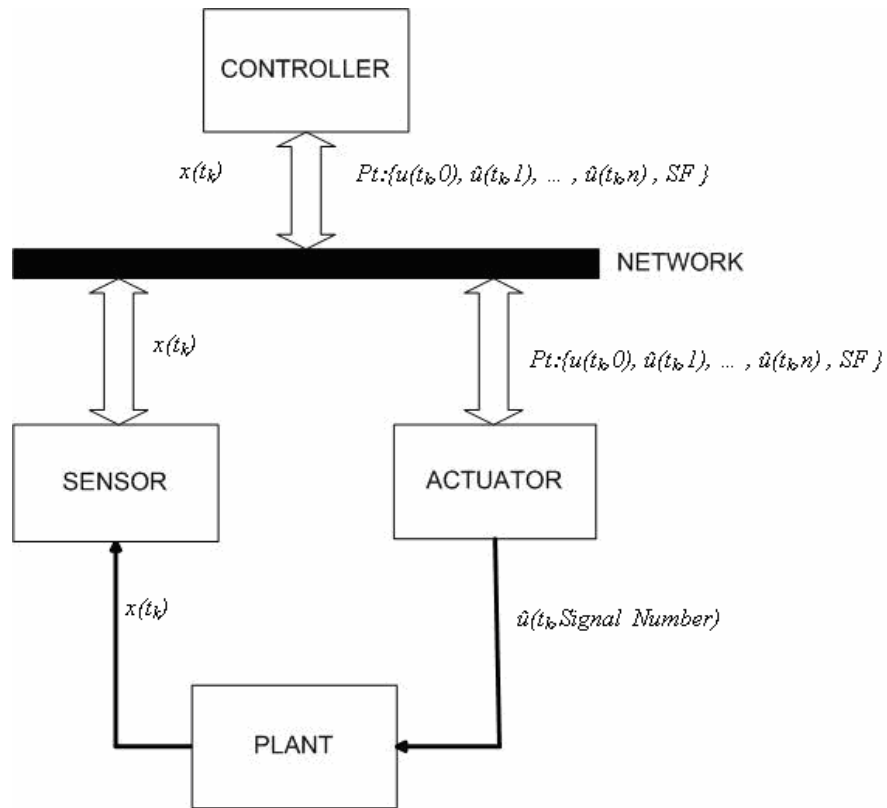 CONTROLLER
x(tₖ)
Pt:{u(tₖ,0), û(tₖ,1), ... , û(tₖ,n) , SF }
NETWORK
x(tₖ)
Pt:{u(tₖ,0), û(tₖ,1), ... , û(tₖ,n) , SF }
SENSOR
ACTUATOR
x(tₖ)
û(tₖ,Signal Number)
PLANT